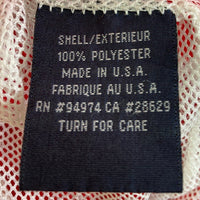 SHELL/EXTERIEUR
100% POLYESTER
MADE IN U.S.A.
FABRIQUE AU U.S.A.
RN #94974 CA #28629
TURN FOR CARE